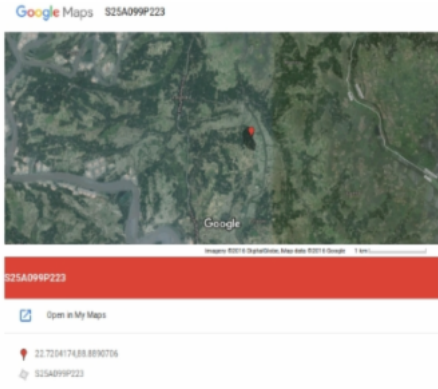 Google Maps S25A099P223
Google
Imagery ©2016 DigitalGlobe, Map data ©2016 Google 1 km
S25A099P223
Open in My Maps
22.7204174,88.8890706
S25A099P223